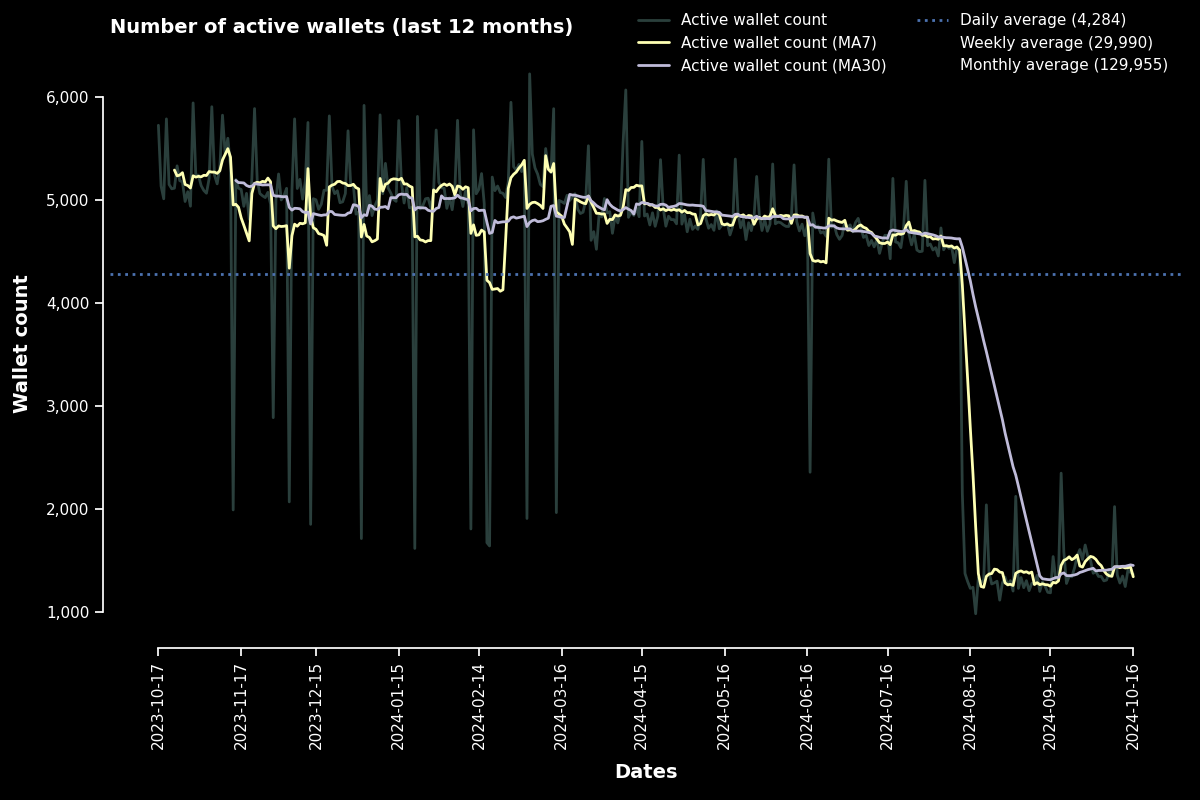 Number of active wallets (last 12 months)
Active wallet count
Active wallet count (MA7)
Active wallet count (MA30)
Daily average (4,284)
Weekly average (29,990)
Monthly average (129,955)
Wallet count
6,000
5,000
4,000
3,000
2,000
1,000
2023-10-17
2023-11-17
2023-12-15
2024-01-15
2024-02-14
2024-03-16
2024-04-15
2024-05-16
2024-06-16
2024-07-16
2024-08-16
2024-09-15
2024-10-16
Dates